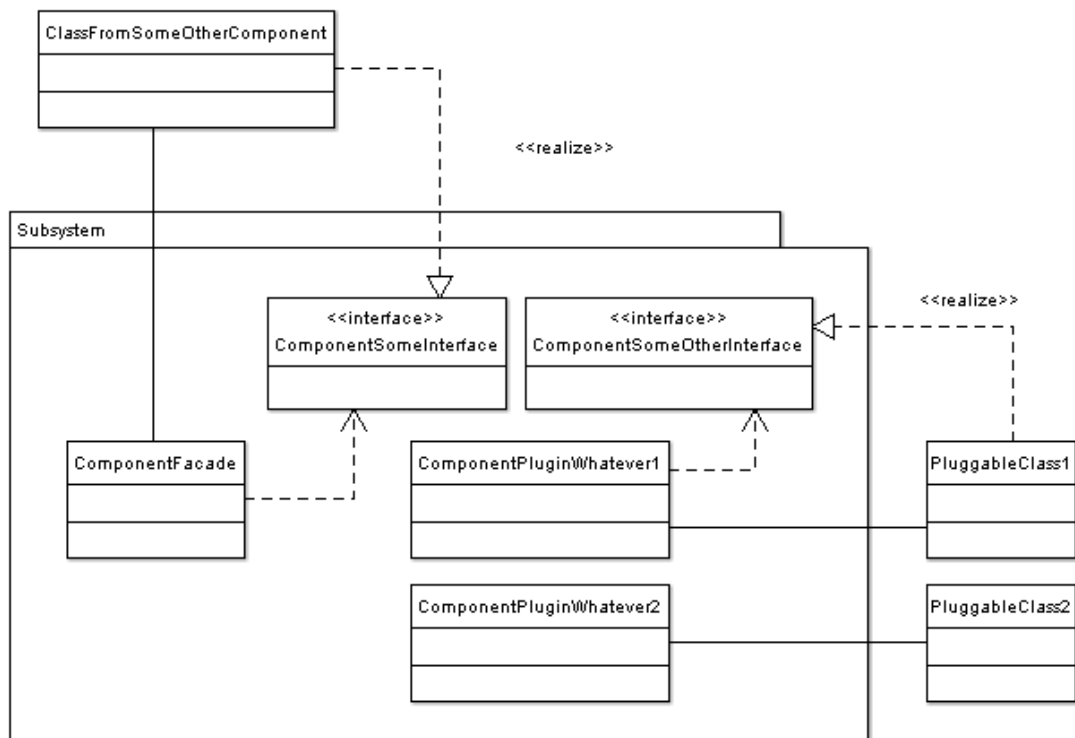 ClassFromSomeOtherComponent
<<realize>>
Subsystem
<<interface>>
ComponentSomeInterface
<<interface>>
ComponentSomeOtherInterface
<<realize>>
ComponentFacade
ComponentPluginWhatever1
PluggableClass1
ComponentPluginWhatever2
PluggableClass2